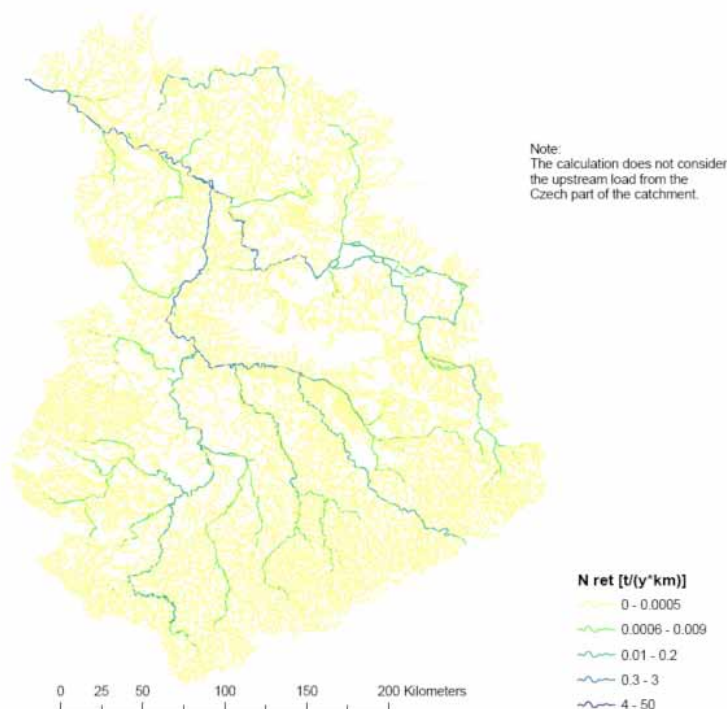 Note:
The calculation does not consider
the upstream load from the
Czech part of the catchment.
N ret [t/(y*km)]
0 - 0.0005
0.0006 - 0.009
0.01 - 0.2
0.3 - 3
4 - 50
0 25 50 100 150 200 Kilometers